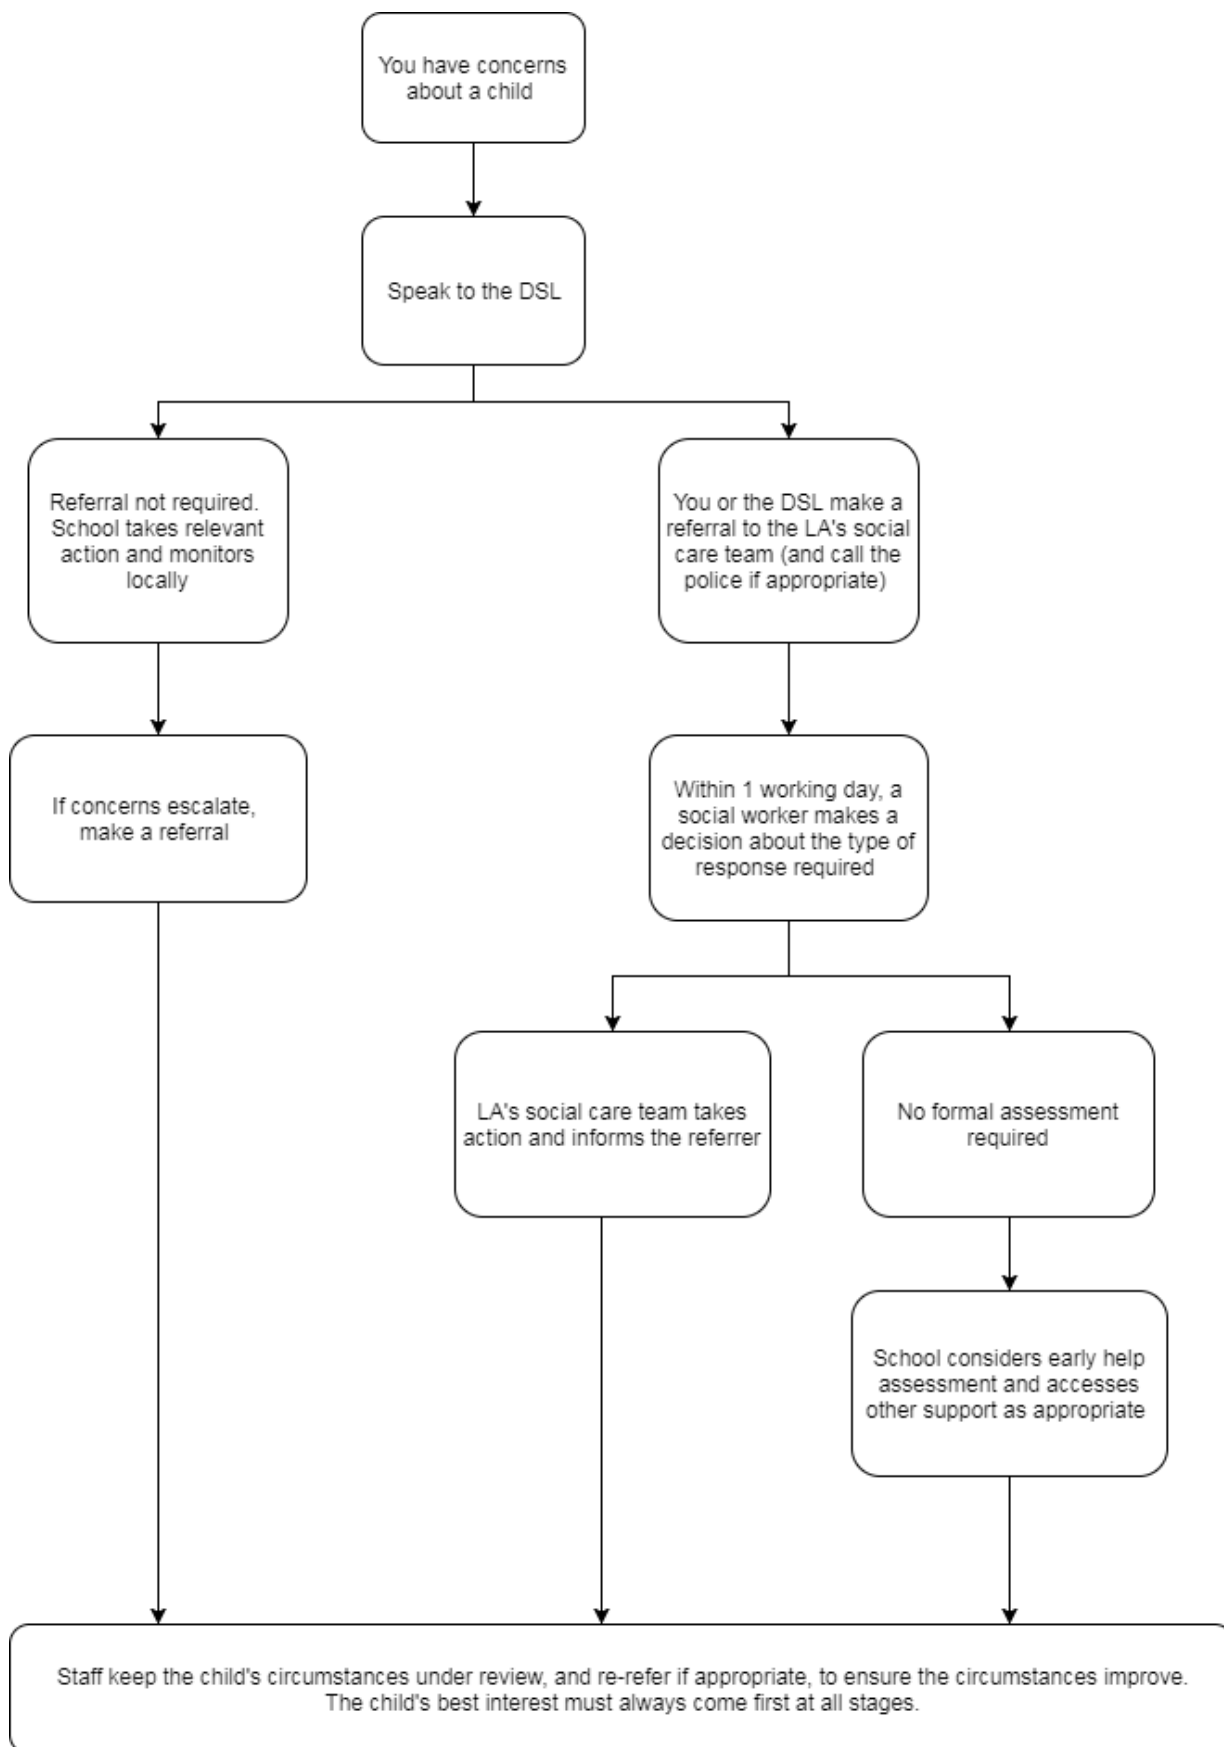 You have concerns
about a child
Speak to the DSL
Referral not required.
School takes relevant
action and monitors
locally
You or the DSL make a
referral to the LA's social
care team (and call the
police if appropriate)
If concerns escalate,
make a referral
Within 1 working day, a
social worker makes a
decision about the type of
response required
LA's social care team takes
action and informs the referrer
No formal assessment
required
School considers early help
assessment and accesses
other support as appropriate
Staff keep the child's circumstances under review, and re-refer if appropriate, to ensure the circumstances improve.
The child's best interest must always come first at all stages.